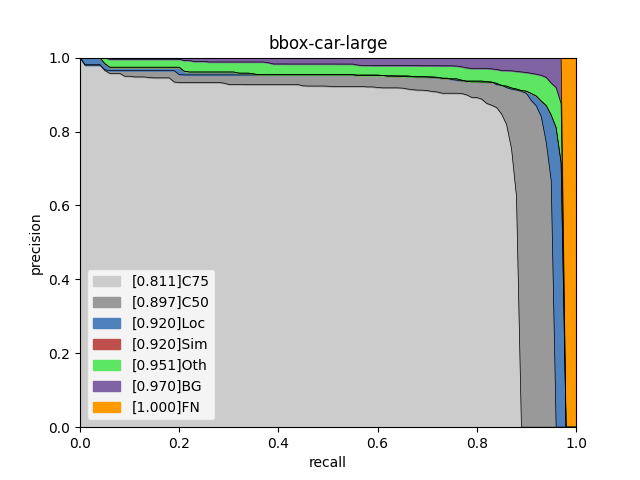 bbox-car-large
1.0
0.8
0.6
0.4
0.2
0.0
precision
[0.811]C75
[0.897]C50
[0.920]Loc
[0.920]Sim
[0.951]Oth
[0.970]BG
[1.000]FN
0.0 0.2 0.4 0.6 0.8 1.0
recall